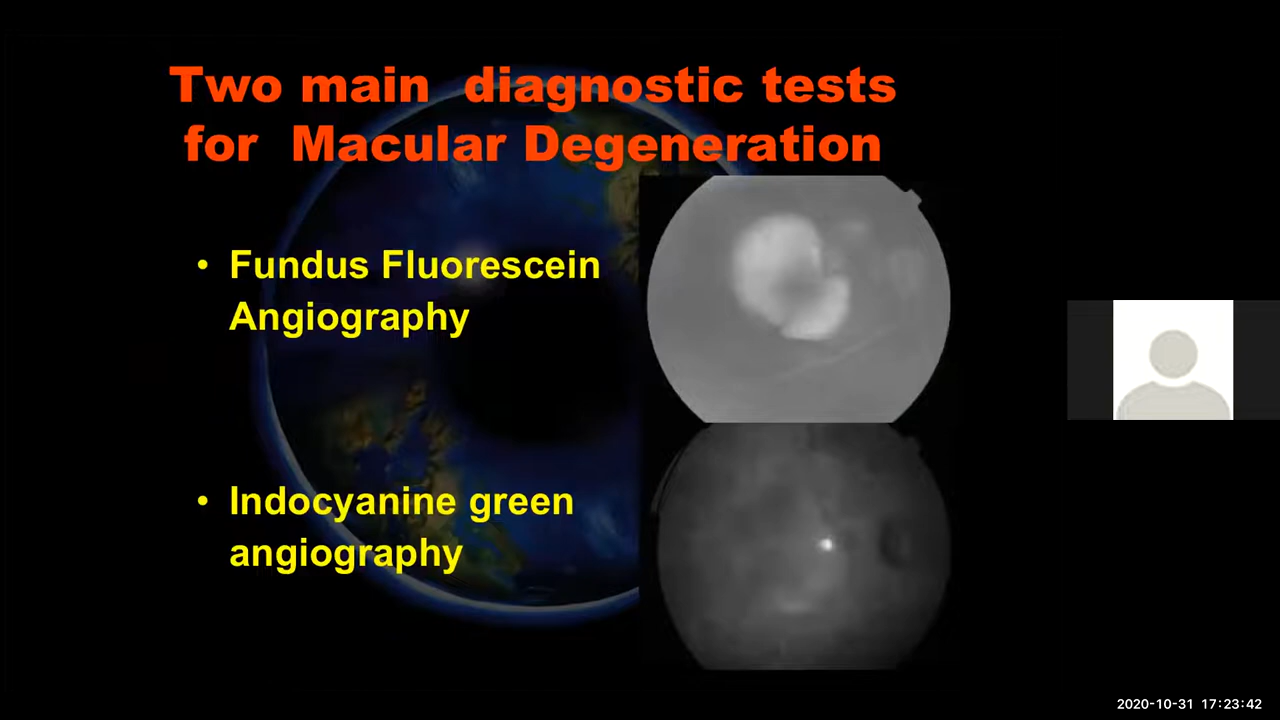 Two main diagnostic tests
for Macular Degeneration
• Fundus Fluorescein
Angiography
• Indocyanine green
angiography
2020-10-31 17:23:42